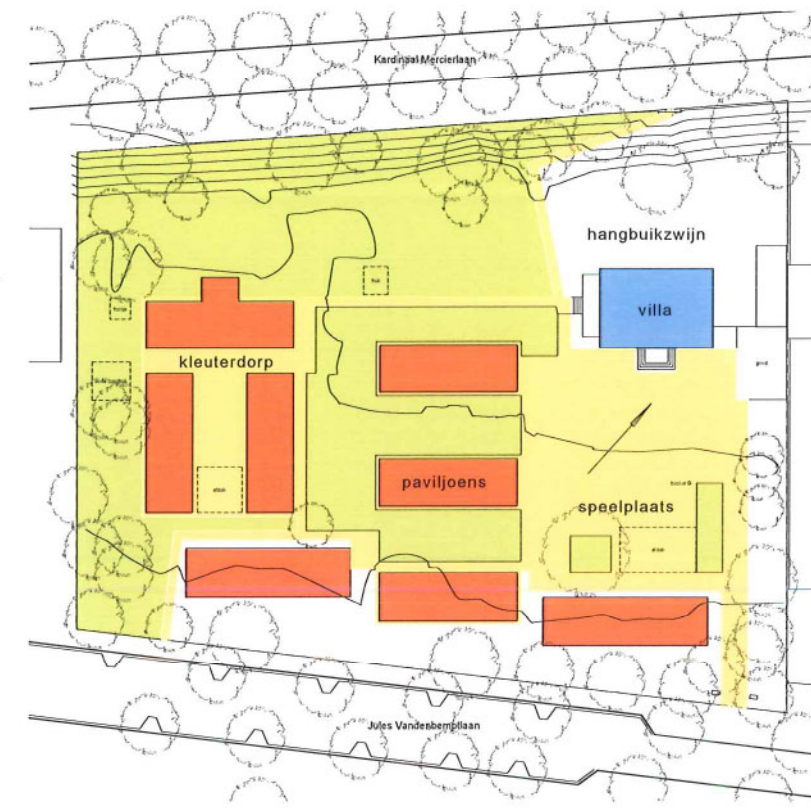 Kardinaal Mercierlaan
hangbuikzwijn
villa
kleuterdorp
paviljoens
speelplaats
Jules Vandenbemptlaan